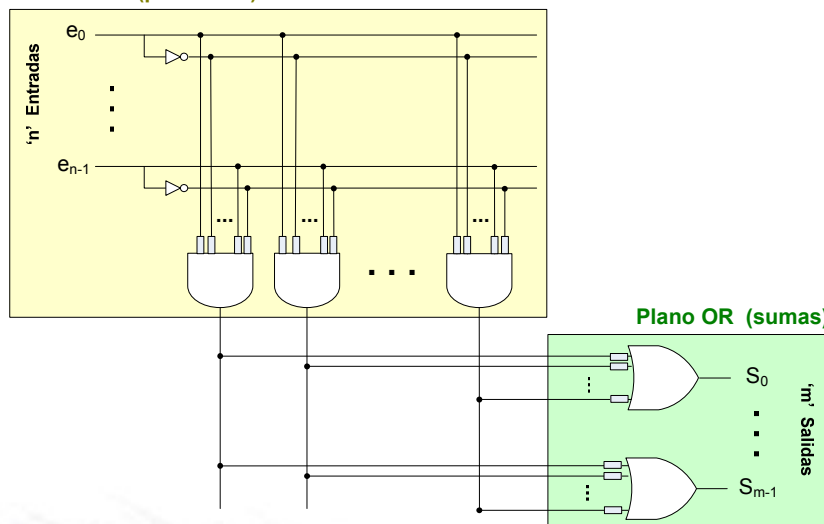 e0
'n' Entradas
en-1
...
...
...
Plano OR (sumas)
S0
'm' Salidas
Sm-1